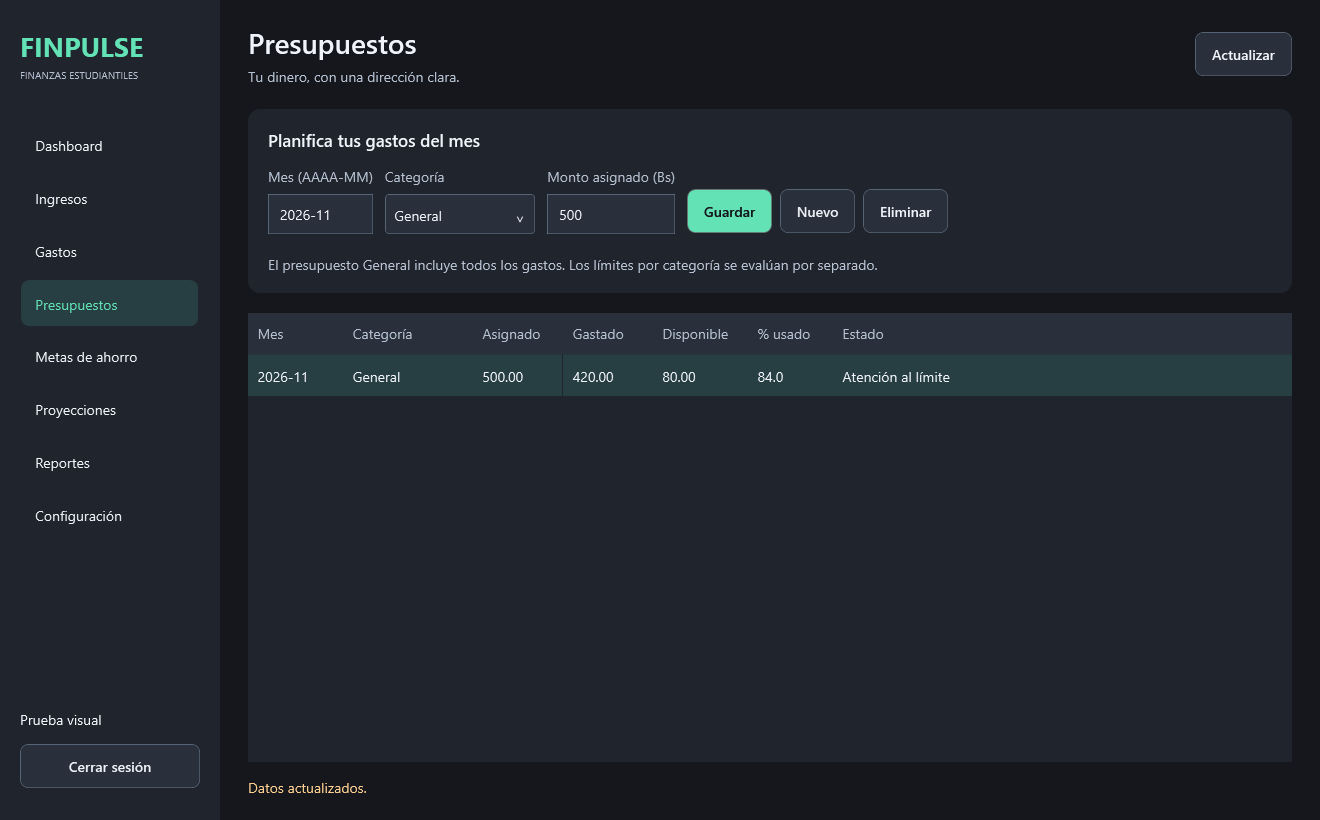 FINPULSE
FINANZAS ESTUDIANTILES
Dashboard
Ingresos
Gastos
Presupuestos
Metas de ahorro
Proyecciones
Reportes
Configuración
Prueba visual
Cerrar sesión
Presupuestos
Tu dinero, con una dirección clara.
Actualizar
Planifica tus gastos del mes
Mes (AAAA-MM) Categoría Monto asignado (Bs)
2026-11 General 500 Guardar Nuevo Eliminar
El presupuesto General incluye todos los gastos. Los límites por categoría se evalúan por separado.
Mes Categoría Asignado Gastado Disponible % usado Estado
2026-11 General 500.00 420.00 80.00 84.0 Atención al límite
Datos actualizados.